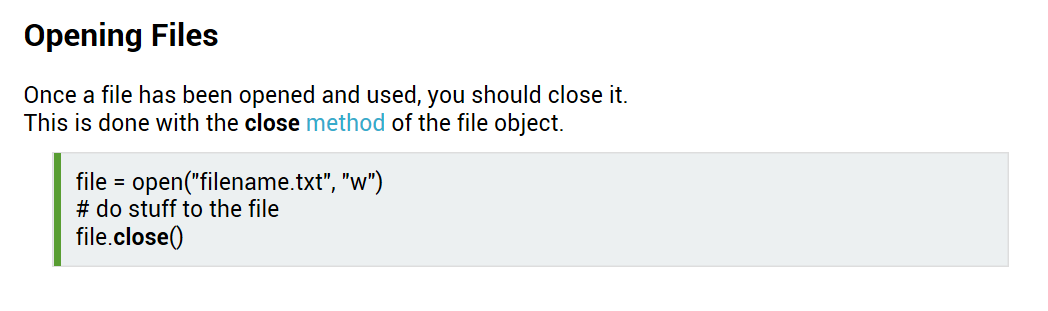 Opening Files
Once a file has been opened and used, you should close it.
This is done with the close method of the file object.
file = open("filename.txt", "w")
# do stuff to the file
file.close()